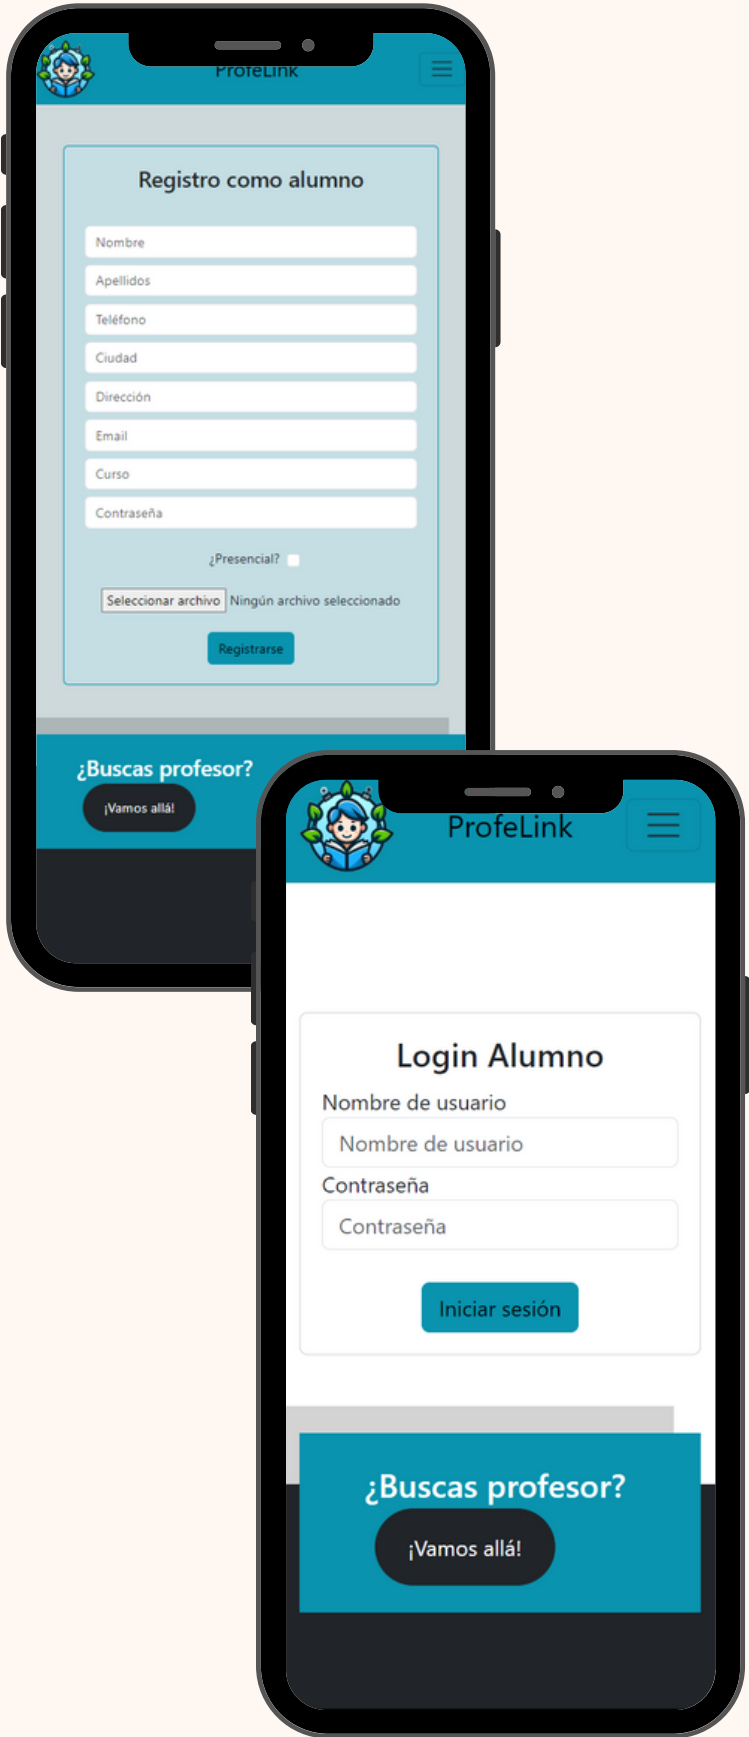 ProfeLink
Registro como alumno
Nombre
Apellidos
Teléfono
Ciudad
Dirección
Email
Curso
Contraseña
¿Presencial?
Seleccionar archivo Ningún archivo seleccionado
Registrarse
¿Buscas profesor?
¡Vamos allá!
ProfeLink
Login Alumno
Nombre de usuario
Nombre de usuario
Contraseña
Contraseña
Iniciar sesión
¿Buscas profesor?
¡Vamos allá!